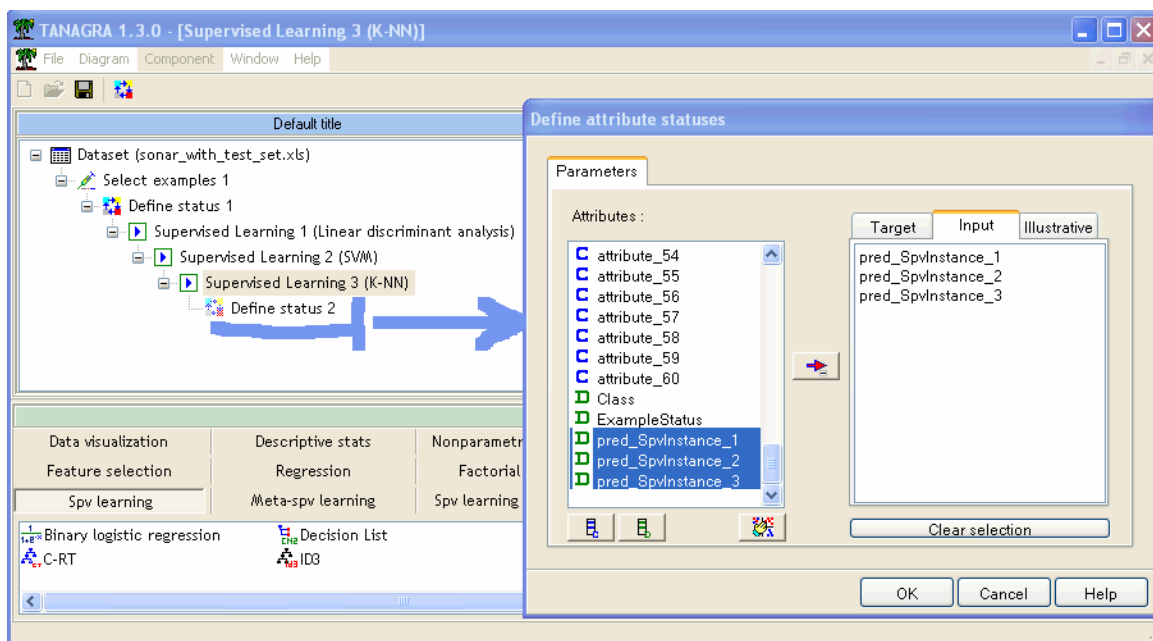 TANAGRA 1.3.0 - [Supervised Learning 3 (K-NN)]
File Diagram Component Window Help
Default title
Dataset (sonar_with_test_set.xls)
Select examples 1
Define status 1
Supervised Learning 1 (Linear discriminant analysis)
Supervised Learning 2 (SVM)
Supervised Learning 3 (K-NN)
Define status 2
Data visualization Descriptive stats Nonparametr
Feature selection Regression Factorial
Spv learning Meta-spv learning Spv learning
Binary logistic regression Decision List
C-RT ID3
Define attribute statuses
Parameters
Attributes :
C attribute_54
C attribute_55
C attribute_56
C attribute_57
C attribute_58
C attribute_59
C attribute_60
D Class
D ExampleStatus
D pred_SpvInstance_1
D pred_SpvInstance_2
D pred_SpvInstance_3
Target Input Illustrative
pred_SpvInstance_1
pred_SpvInstance_2
pred_SpvInstance_3
Clear selection
OK Cancel Help